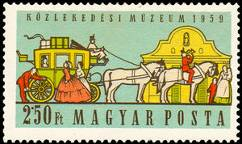 KÖZLEKEDÉSI MÚZEUM 1959
2·50 Ft MAGYAR POSTA